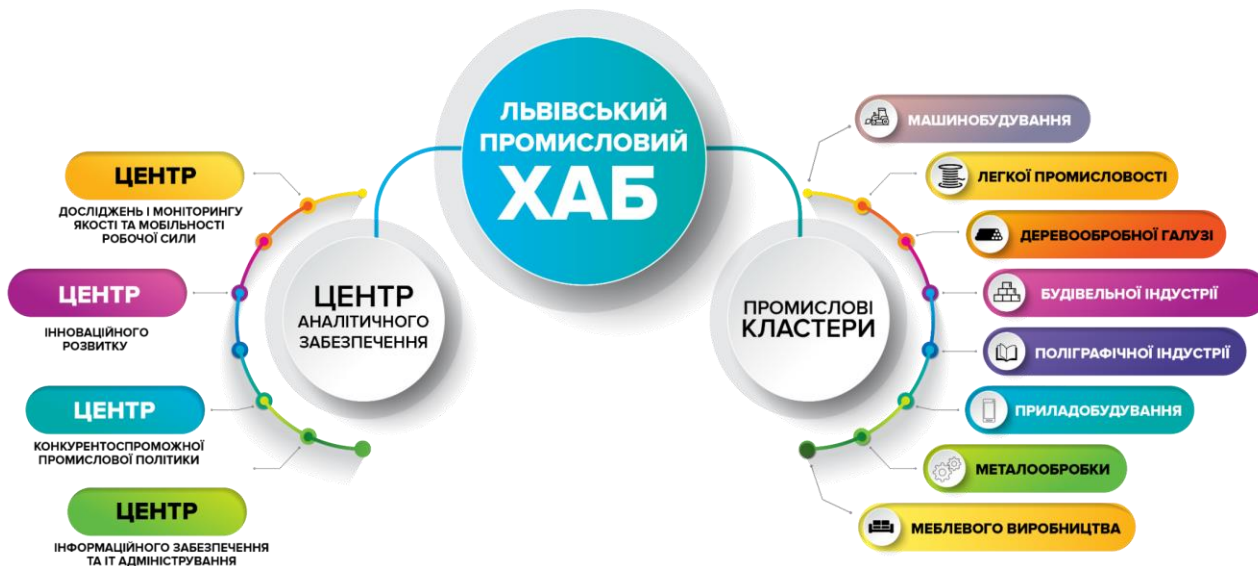 ЛЬВІВСЬКИЙ
ПРОМИСЛОВИЙ
ХАБ
ЦЕНТР
ДОСЛІДЖЕНЬ І МОНІТОРИНГУ
ЯКОСТІ ТА МОБІЛЬНОСТІ
РОБОЧОЇ СИЛИ
ЦЕНТР
ІННОВАЦІЙНОГО
РОЗВИТКУ
ЦЕНТР
КОНКУРЕНТОСПРОМОЖНОЇ
ПРОМИСЛОВОЇ ПОЛІТИКИ
ЦЕНТР
ІНФОРМАЦІЙНОГО ЗАБЕЗПЕЧЕННЯ
ТА ІТ АДМІНІСТРУВАННЯ
ЦЕНТР
АНАЛІТИЧНОГО
ЗАБЕЗПЕЧЕННЯ
ПРОМИСЛОВІ
КЛАСТЕРИ
МАШИНОБУДУВАННЯ
ЛЕГКОЇ ПРОМИСЛОВОСТІ
ДЕРЕВООБРОБНОЇ ГАЛУЗІ
БУДІВЕЛЬНОЇ ІНДУСТРІЇ
ПОЛІГРАФІЧНОЇ ІНДУСТРІЇ
ПРИЛАДОБУДУВАННЯ
МЕТАЛООБРОБКИ
МЕБЛЕВОГО ВИРОБНИЦТВА